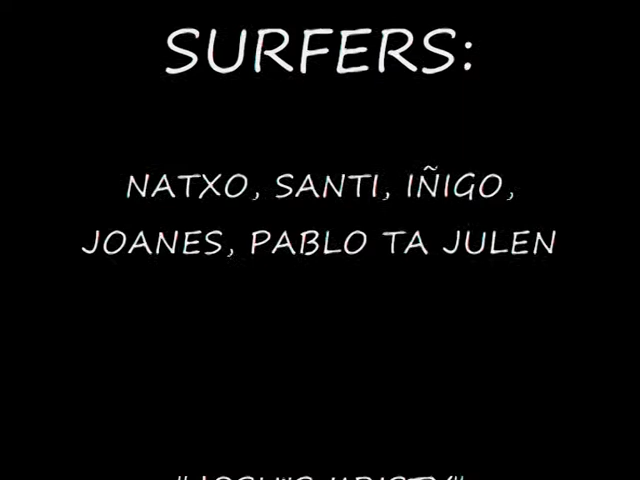 SURFERS:
NATXO, SANTI, IÑIGO,
JOANES, PABLO TA JULEN